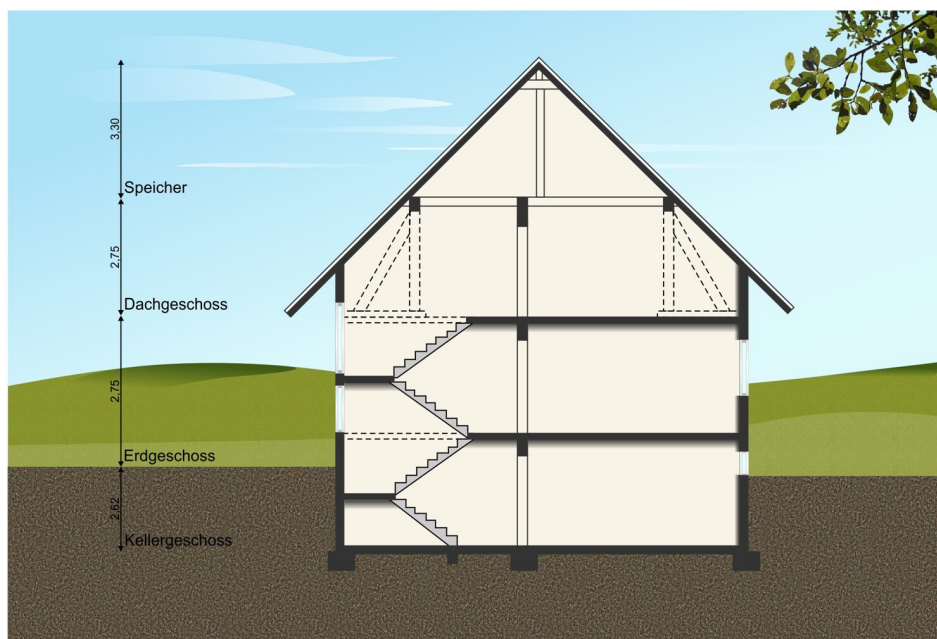 3.30
Speicher
2.75
Dachgeschoss
2.75
Erdgeschoss
2.62
Kellergeschoss